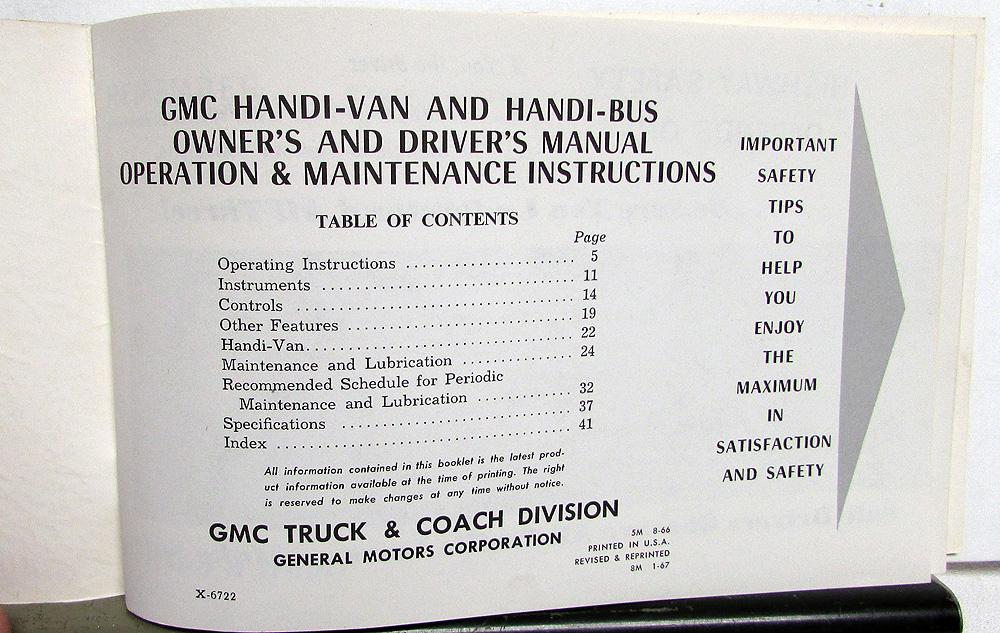 GMC HANDI-VAN AND HANDI-BUS
OWNER'S AND DRIVER'S MANUAL
OPERATION & MAINTENANCE INSTRUCTIONS
TABLE OF CONTENTS
Page
Operating Instructions .................... 5
Instruments .............................. 11
Controls ................................. 14
Other Features ........................... 19
Handi-Van................................. 22
Maintenance and Lubrication .............. 24
Recommended Schedule for Periodic
Maintenance and Lubrication ............ 32
Specifications ........................... 37
Index .................................... 41
All information contained in this booklet is the latest prod-
uct information available at the time of printing. The right
is reserved to make changes at any time without notice.
GMC TRUCK & COACH DIVISION
GENERAL MOTORS CORPORATION
5M 8-66
PRINTED IN U.S.A.
REVISED & REPRINTED
8M 1-67
X-6722
IMPORTANT
SAFETY
TIPS
TO
HELP
YOU
ENJOY
THE
MAXIMUM
IN
SATISFACTION
AND SAFETY